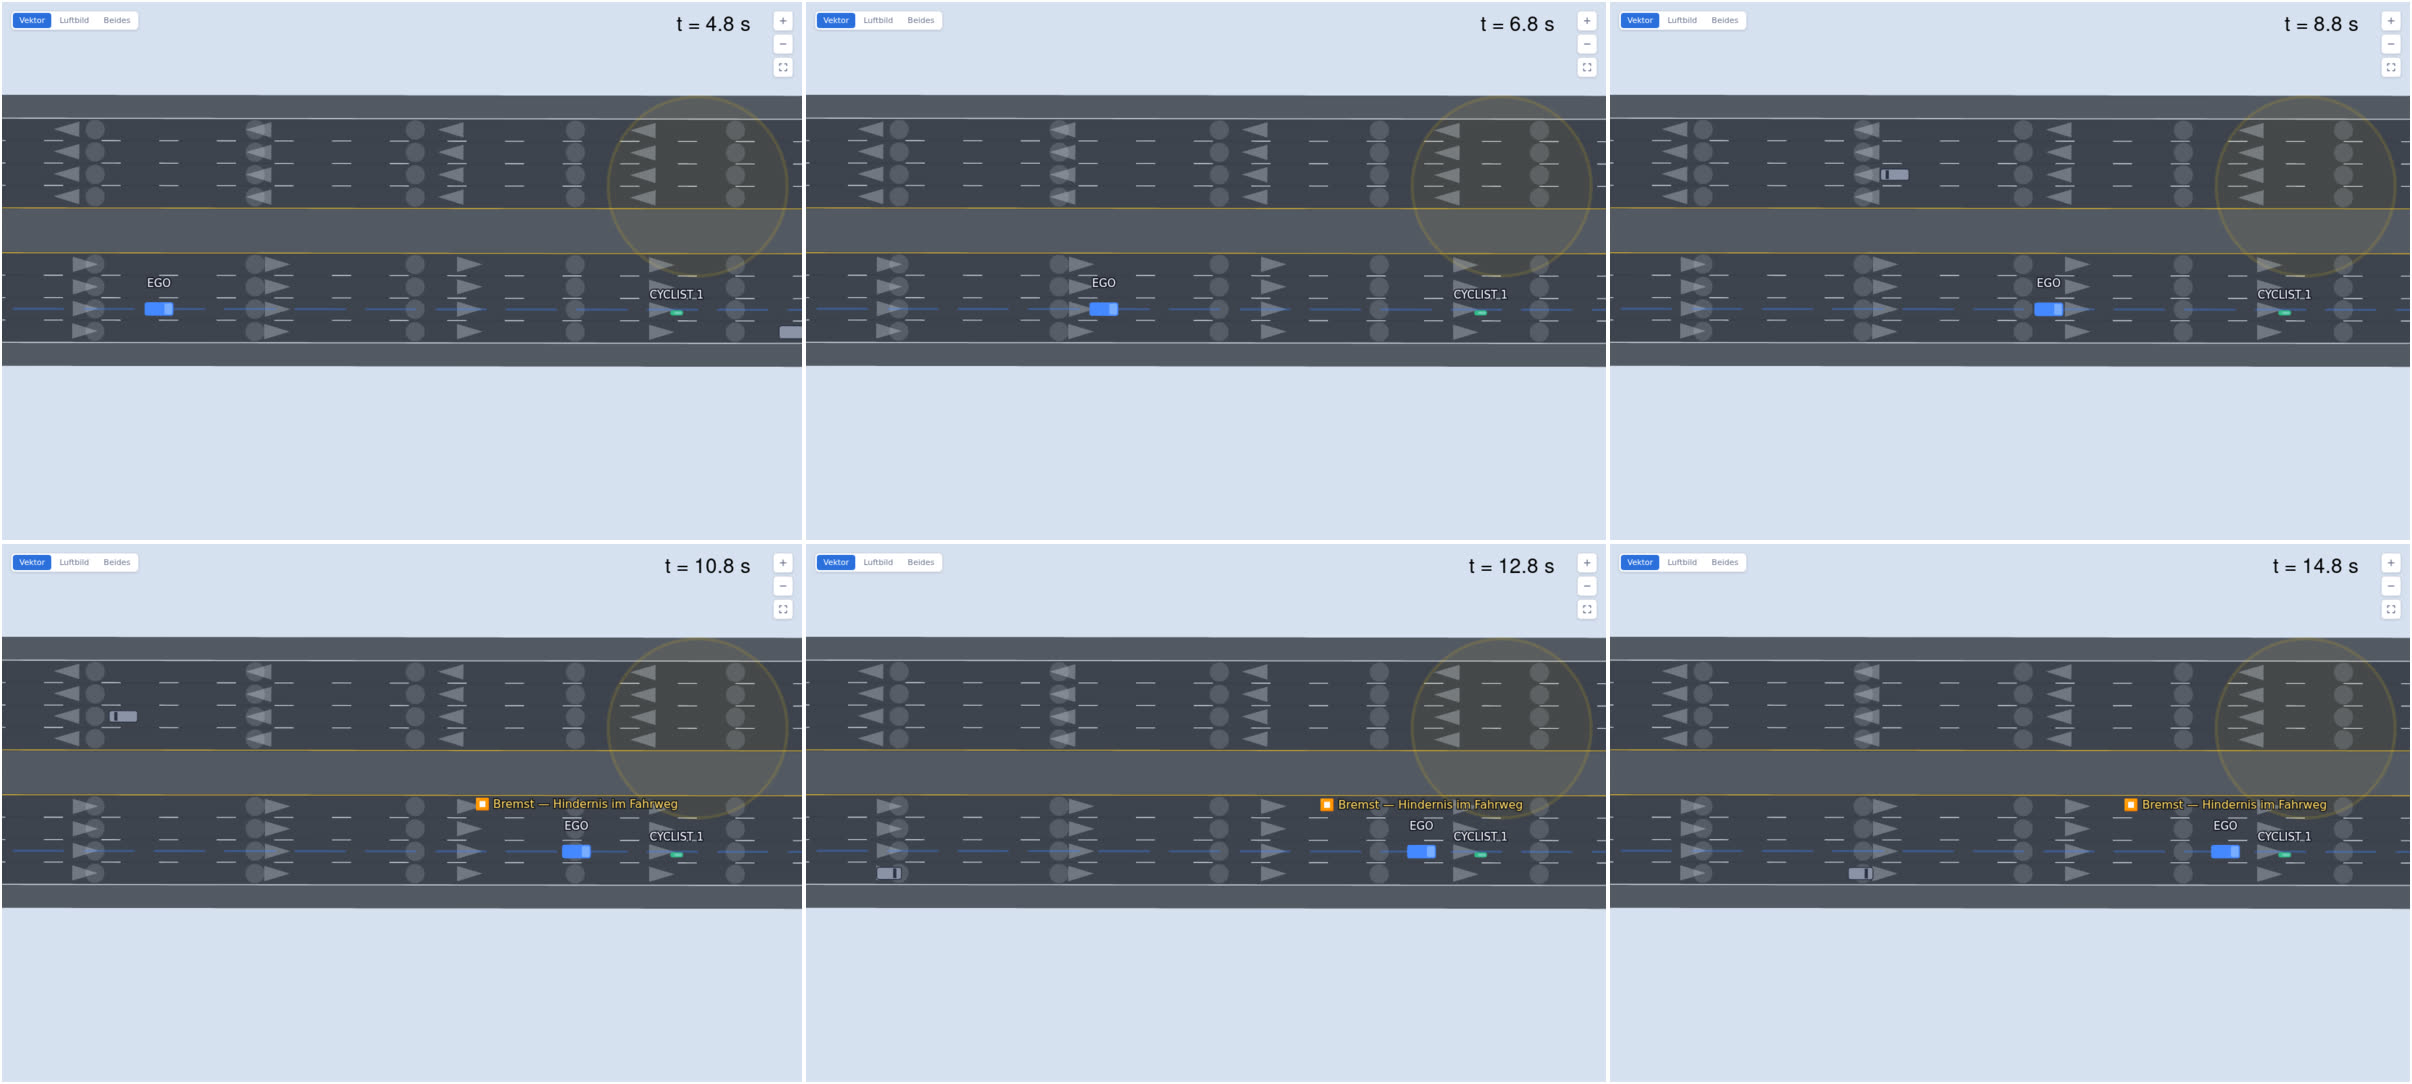 Vektor Luftbild Beides
t = 4.8 s
EGO
CYCLIST_1
Vektor Luftbild Beides
t = 6.8 s
EGO
CYCLIST_1
Vektor Luftbild Beides
t = 8.8 s
EGO
CYCLIST_1
Vektor Luftbild Beides
t = 10.8 s
Bremst — Hindernis im Fahrweg
EGO
CYCLIST_1
Vektor Luftbild Beides
t = 12.8 s
Bremst — Hindernis im Fahrweg
EGO
CYCLIST_1
Vektor Luftbild Beides
t = 14.8 s
Bremst — Hindernis im Fahrweg
EGO
CYCLIST_1